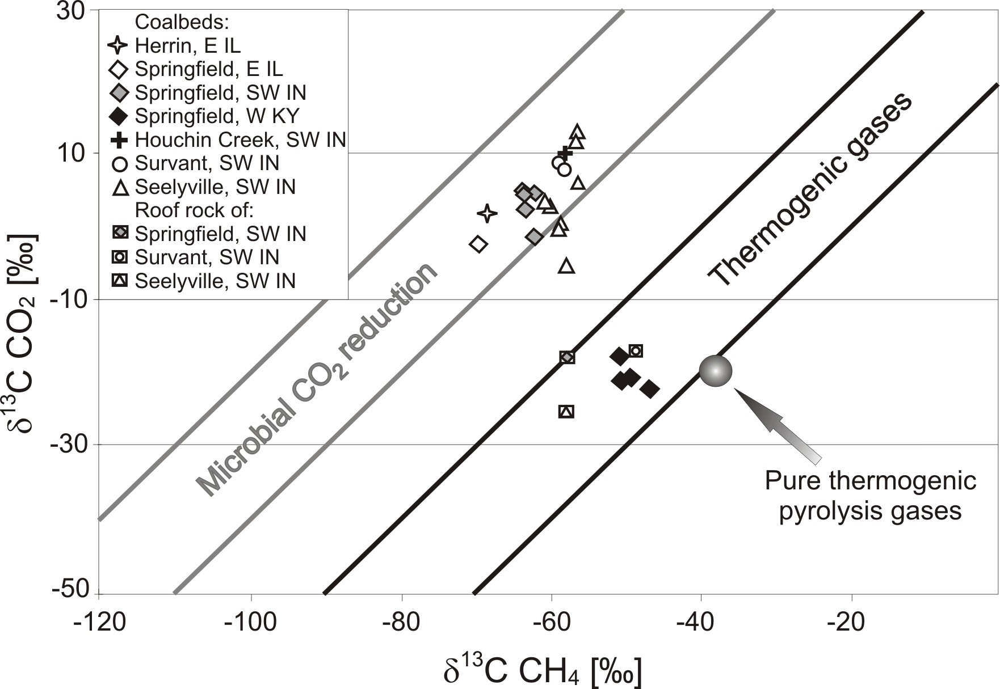 30
10
-10
-30
-50
δ¹³C CO₂ [‰]
Coalbeds:
Herrin, E IL
Springfield, E IL
Springfield, SW IN
Springfield, W KY
Houchin Creek, SW IN
Survant, SW IN
Seelyville, SW IN
Roof rock of:
Springfield, SW IN
Survant, SW IN
Seelyville, SW IN
Microbial CO₂ reduction
Thermogenic gases
Pure thermogenic
pyrolysis gases
-120 -100 -80 -60 -40 -20
δ¹³C CH₄ [‰]